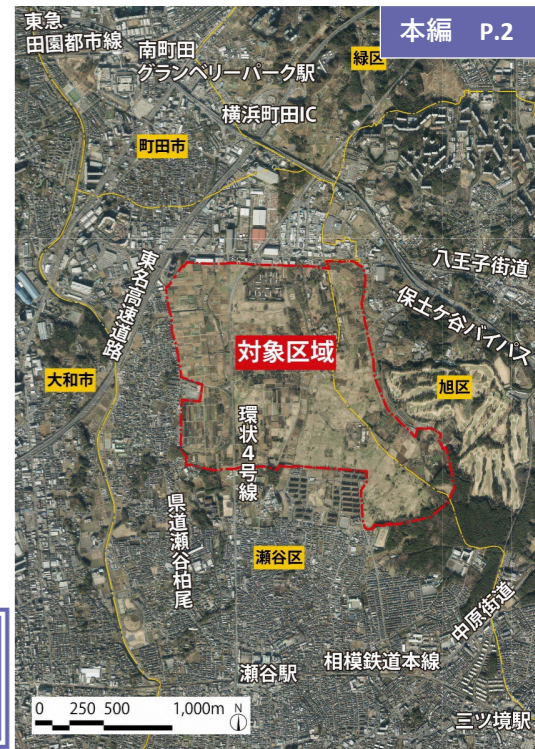 本編 P.2
東急
田園都市線
南町田
グランベリーパーク駅
緑区
横浜町田IC
町田市
東名高速道路
八王子街道
保土ケ谷バイパス
対象区域
大和市
旭区
環状4号線
県道瀬谷柏尾
瀬谷区
中原街道
相模鉄道本線
瀬谷駅
三ツ境駅
0 250 500 1,000m N